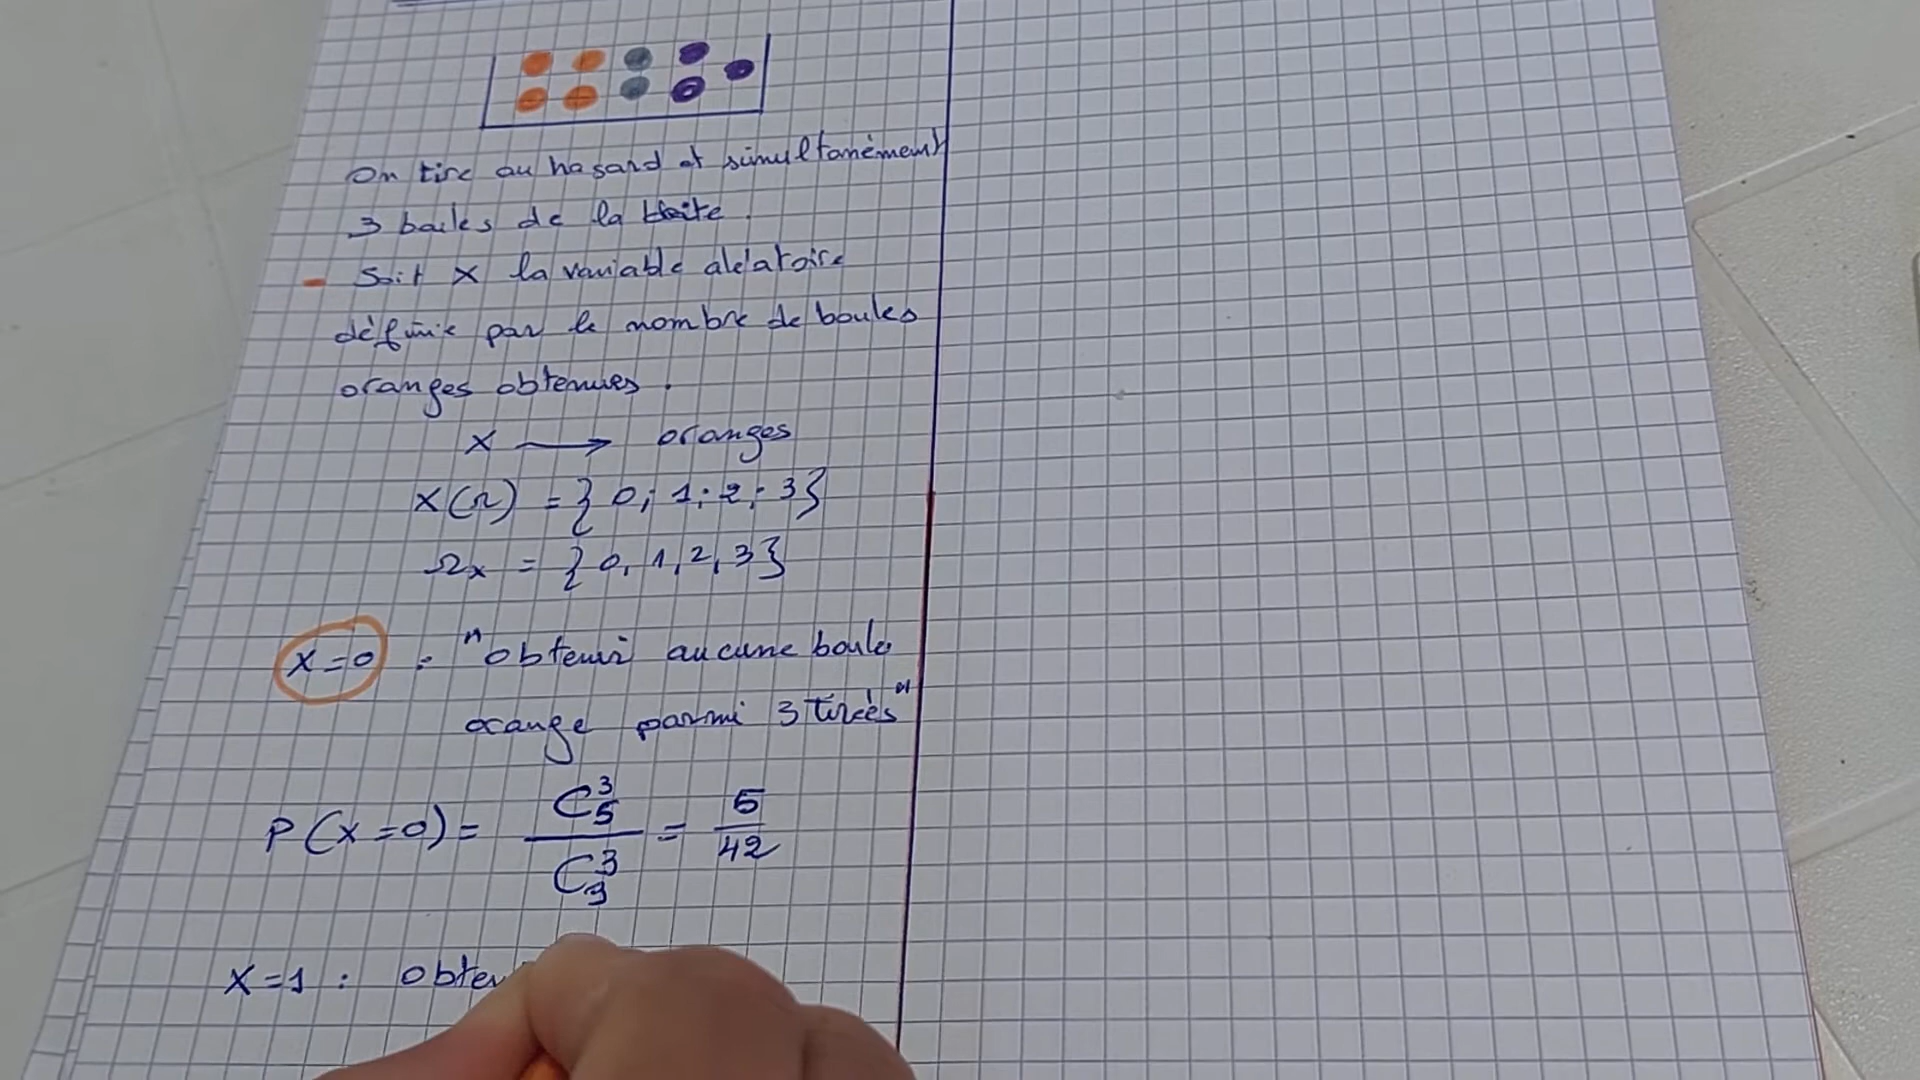 On tire au hasard et simultanément
3 boules de la boite.
- Soit X la variable aléatoire
définie par le nombre de boules
oranges obtenues.
X → oranges
X(Ω) = { 0; 1; 2; 3}
Ωx = { 0, 1, 2, 3}
X=0 : "obtenir aucune boule
orange parmi 3 tirées"
P(X=0) = C₅³ / C₉³ = 5/42
X=1 : obten